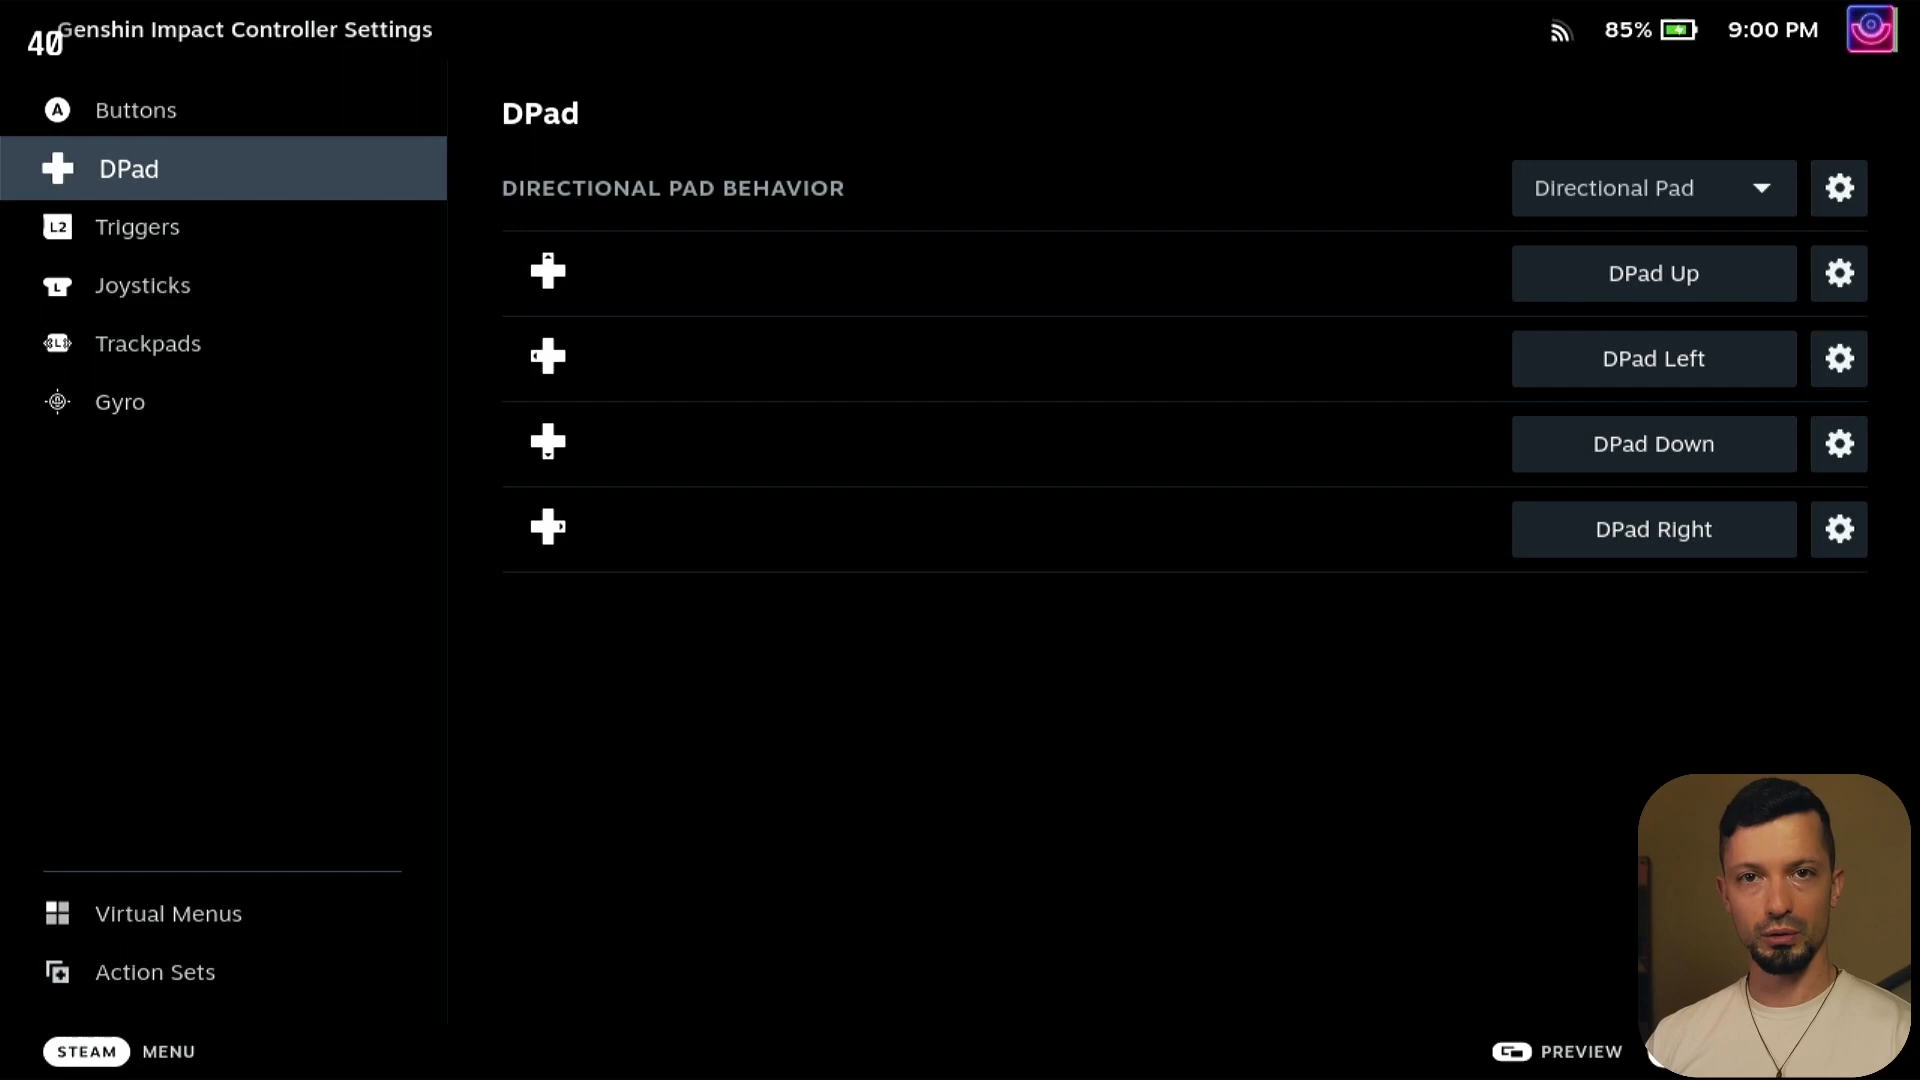 40
Genshin Impact Controller Settings
85%
9:00 PM
A Buttons
DPad
L2 Triggers
L Joysticks
L Trackpads
Gyro
Virtual Menus
Action Sets
STEAM MENU
DPad
DIRECTIONAL PAD BEHAVIOR
Directional Pad
DPad Up
DPad Left
DPad Down
DPad Right
PREVIEW